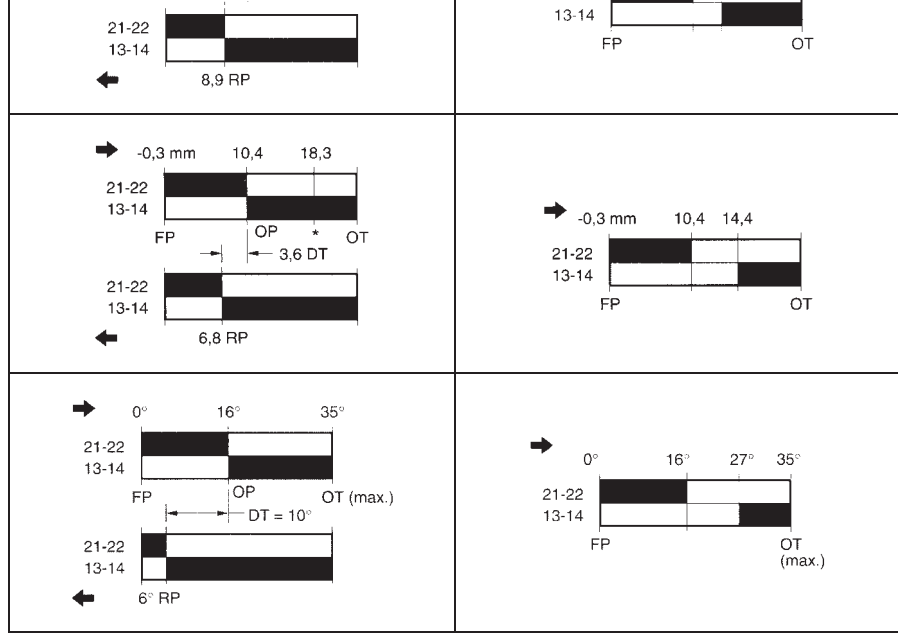 21-22
13-14
8,9 RP
13-14
FP OT
-0,3 mm 10,4 18,3
21-22
13-14
FP OP * OT
3,6 DT
21-22
13-14
6,8 RP
-0,3 mm 10,4 14,4
21-22
13-14
FP OT
0° 16° 35°
21-22
13-14
FP OP OT (max.)
DT = 10°
21-22
13-14
6° RP
0° 16° 27° 35°
21-22
13-14
FP OT
(max.)